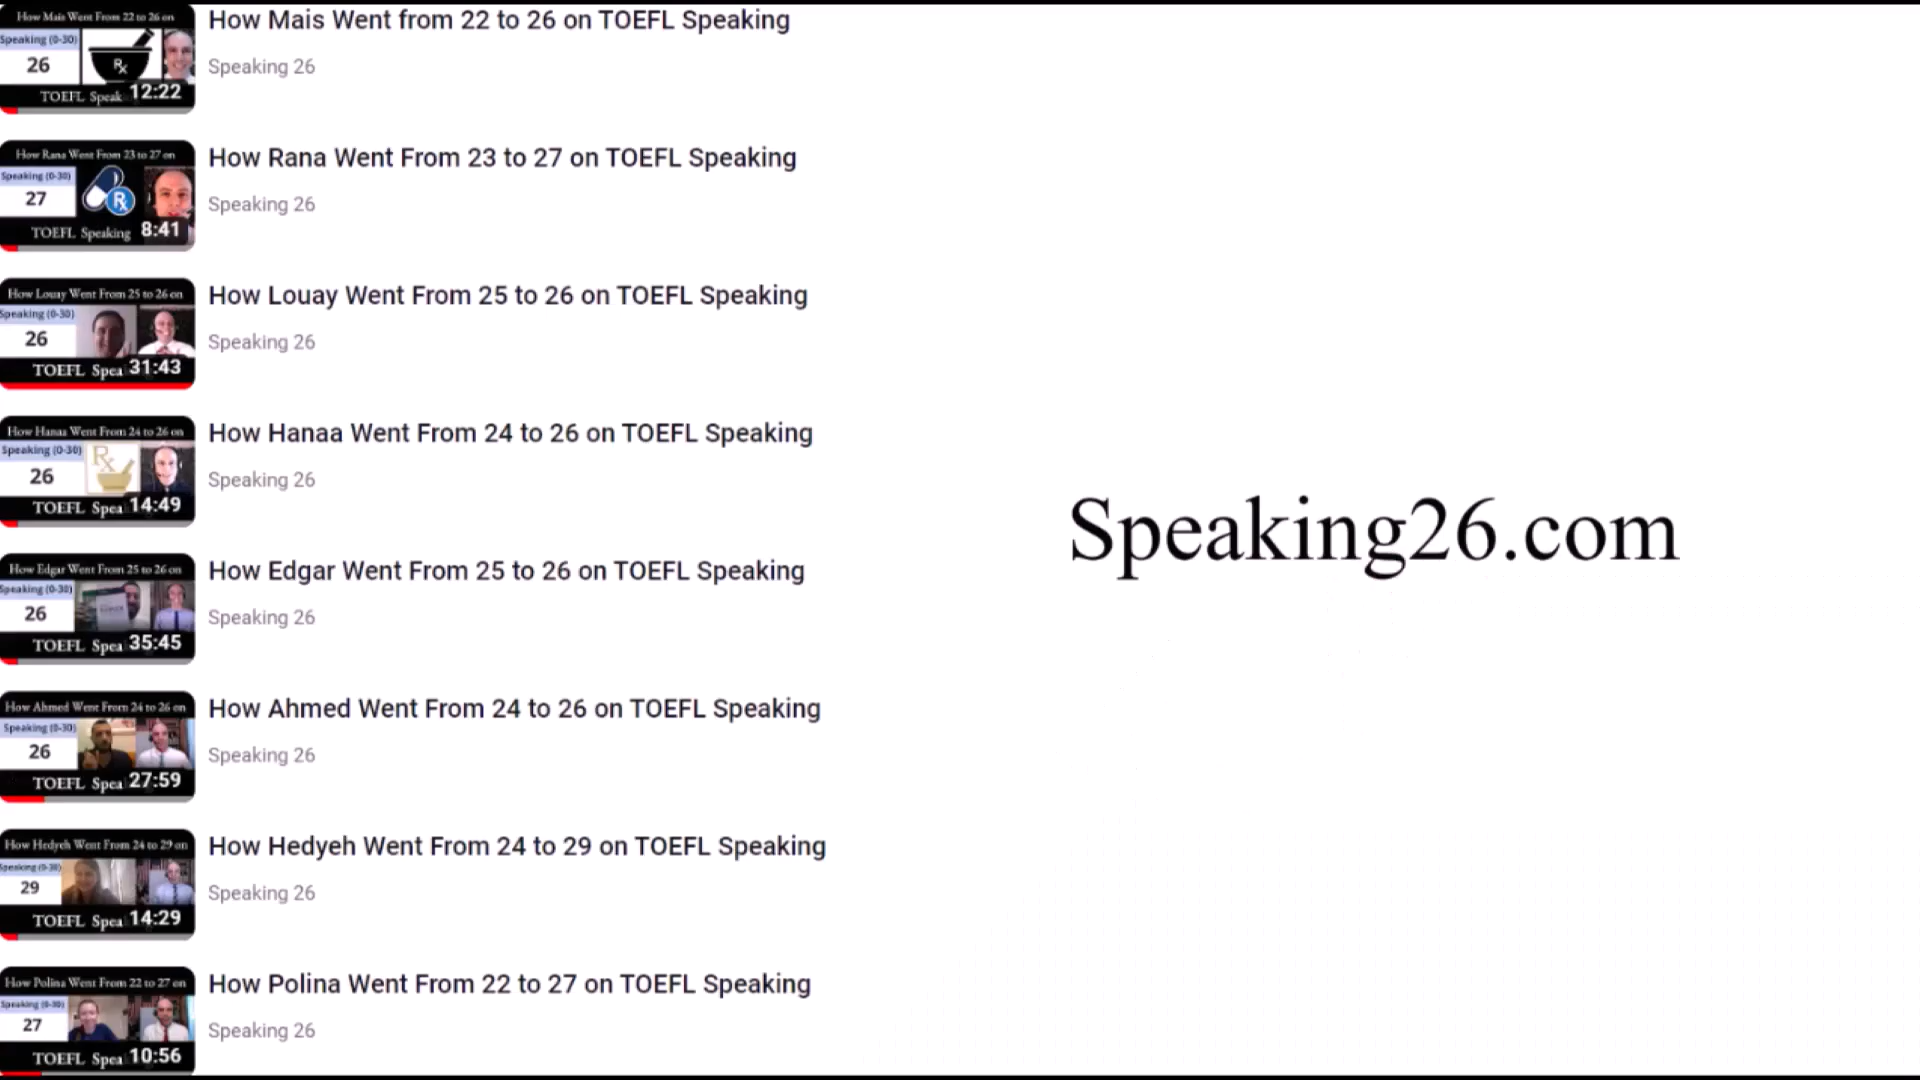 How Mais Went From 22 to 26 on
Speaking (0-30)
26
Rx
TOEFL Speak
12:22
How Mais Went from 22 to 26 on TOEFL Speaking
Speaking 26
How Rana Went From 23 to 27 on
Speaking (0-30)
27
Rx
TOEFL Speaking
8:41
How Rana Went From 23 to 27 on TOEFL Speaking
Speaking 26
How Louay Went From 25 to 26 on
Speaking (0-30)
26
TOEFL Spea
31:43
How Louay Went From 25 to 26 on TOEFL Speaking
Speaking 26
How Hanaa Went From 24 to 26 on
Speaking (0-30)
26
Rx
TOEFL Spea
14:49
How Hanaa Went From 24 to 26 on TOEFL Speaking
Speaking 26
How Edgar Went From 25 to 26 on
Speaking (0-30)
26
TOEFL Spea
35:45
How Edgar Went From 25 to 26 on TOEFL Speaking
Speaking 26
How Ahmed Went From 24 to 26 on
Speaking (0-30)
26
TOEFL Spea
27:59
How Ahmed Went From 24 to 26 on TOEFL Speaking
Speaking 26
How Hedyeh Went From 24 to 29 on
Speaking (0-30)
29
TOEFL Spea
14:29
How Hedyeh Went From 24 to 29 on TOEFL Speaking
Speaking 26
How Polina Went From 22 to 27 on
Speaking (0-30)
27
TOEFL Spea
10:56
How Polina Went From 22 to 27 on TOEFL Speaking
Speaking 26
Speaking26.com